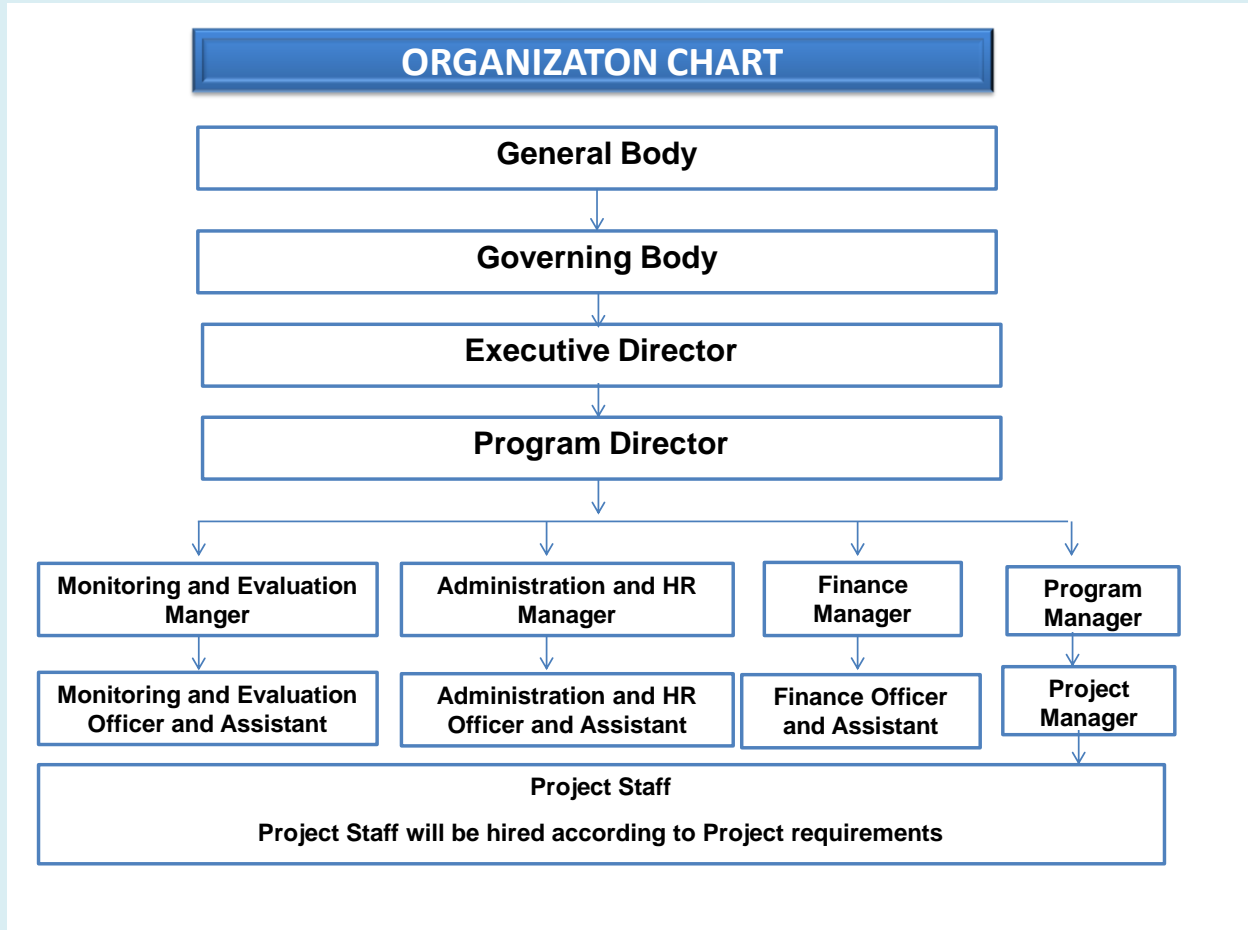 ORGANIZATON CHART
General Body
Governing Body
Executive Director
Program Director
Monitoring and Evaluation
Manger
Administration and HR
Manager
Finance
Manager
Program
Manager
Monitoring and Evaluation
Officer and Assistant
Administration and HR
Officer and Assistant
Finance Officer
and Assistant
Project
Manager
Project Staff
Project Staff will be hired according to Project requirements